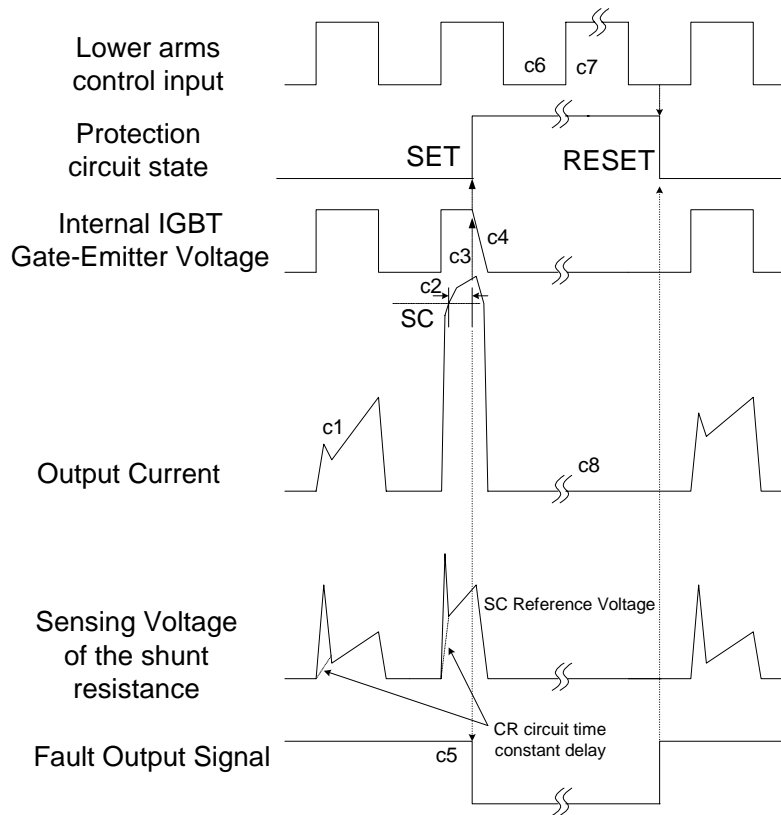 Lower arms
control input
c6
c7
Protection
circuit state
SET
RESET
Internal IGBT
Gate-Emitter Voltage
c3
c4
c2
SC
c1
Output Current
c8
SC Reference Voltage
Sensing Voltage
of the shunt
resistance
CR circuit time
constant delay
Fault Output Signal
c5